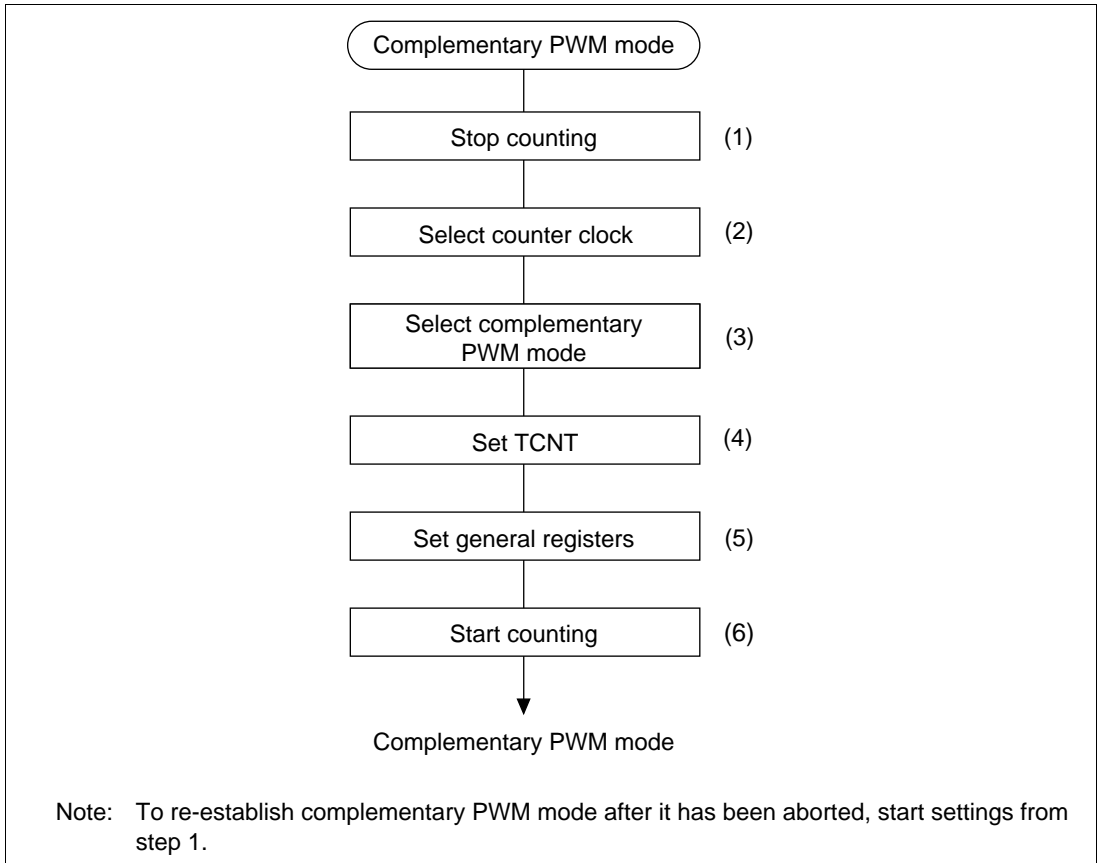 Complementary PWM mode
Stop counting (1)
Select counter clock (2)
Select complementary
PWM mode (3)
Set TCNT (4)
Set general registers (5)
Start counting (6)
Complementary PWM mode
Note: To re-establish complementary PWM mode after it has been aborted, start settings from
step 1.